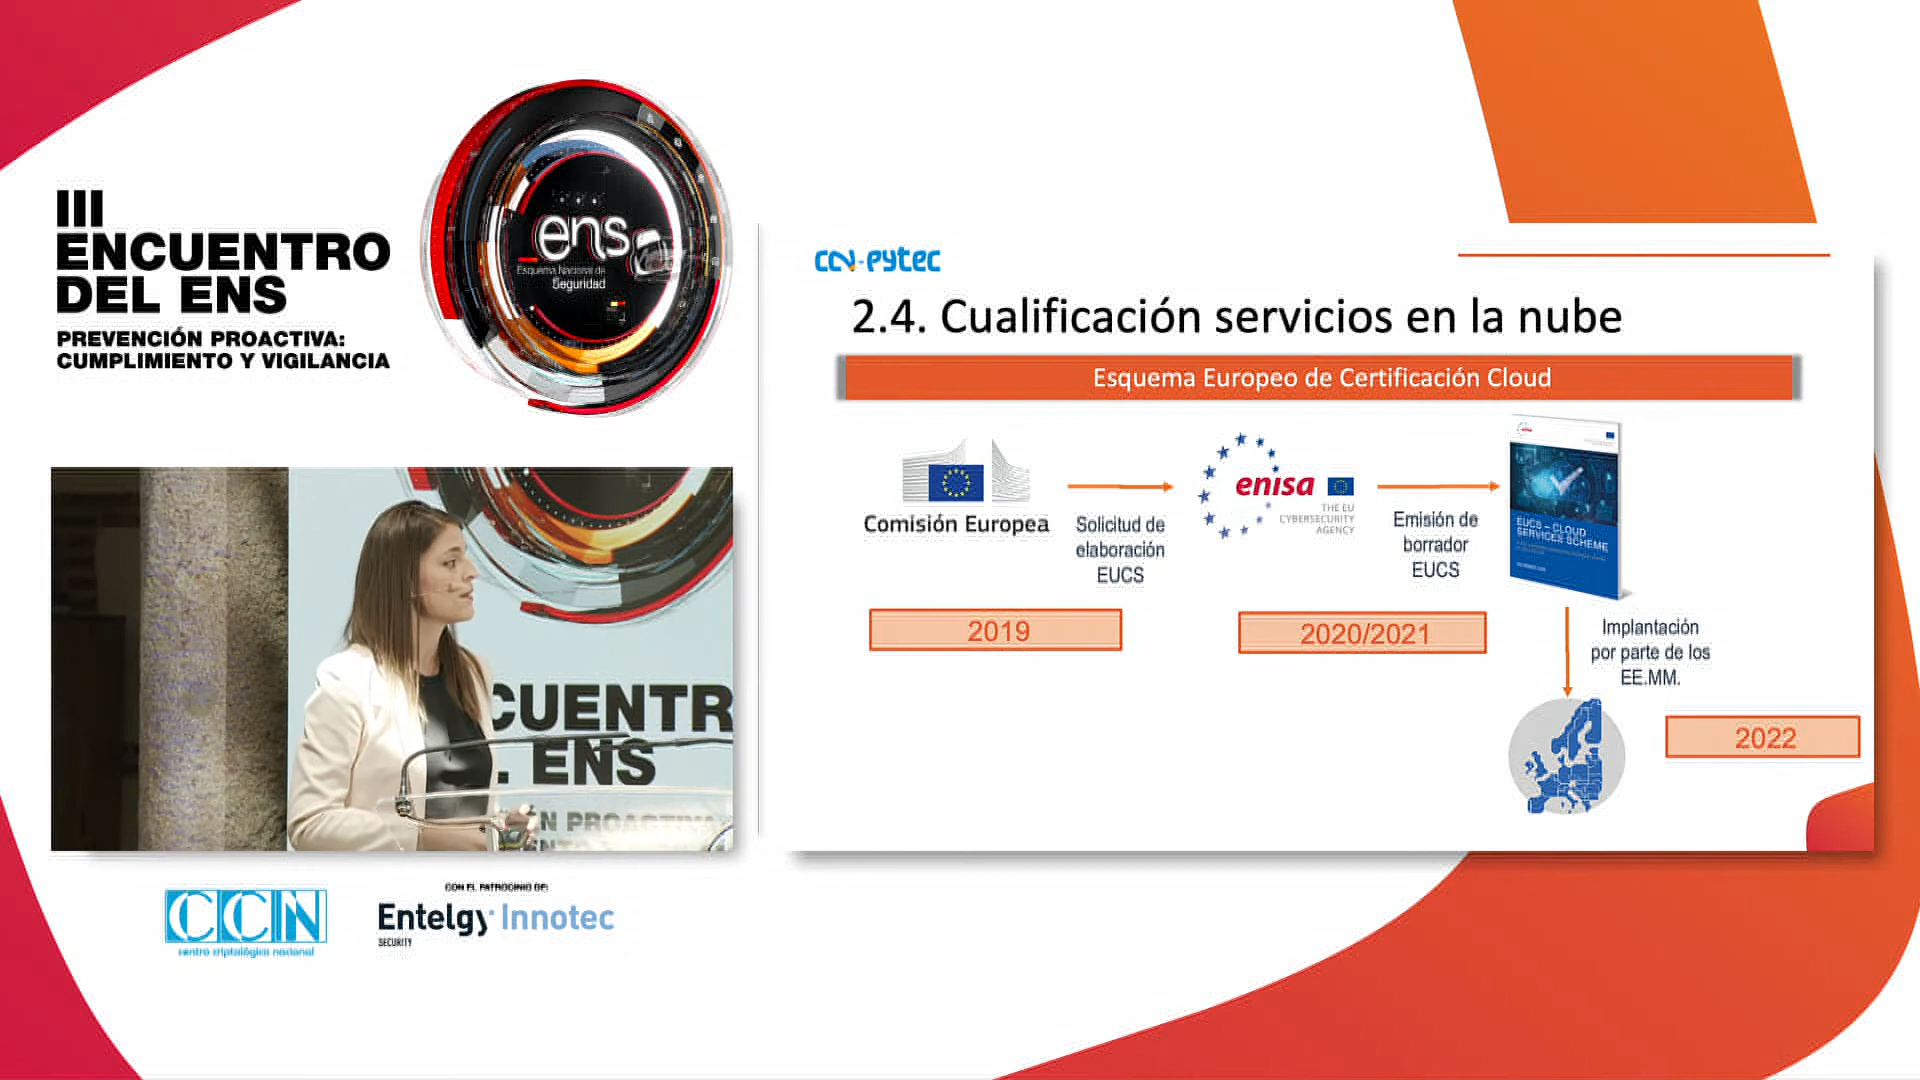 III
ENCUENTRO
DEL ENS
PREVENCIÓN PROACTIVA:
CUMPLIMIENTO Y VIGILANCIA
ens
Esquema Nacional de
Seguridad
CUENTR
. ENS
N PROACTIVA
CCN
centro criptológico nacional
CON EL PATROCINIO DE:
Entelgy Innotec
SECURITY
CCN-PYTEC
2.4. Cualificación servicios en la nube
Esquema Europeo de Certificación Cloud
Comisión Europea
Solicitud de
elaboración
EUCS
enisa
THE EU
CYBERSECURITY
AGENCY
Emisión de
borrador
EUCS
EUCS – CLOUD
SERVICES SCHEME
2019
2020/2021
Implantación
por parte de los
EE.MM.
2022